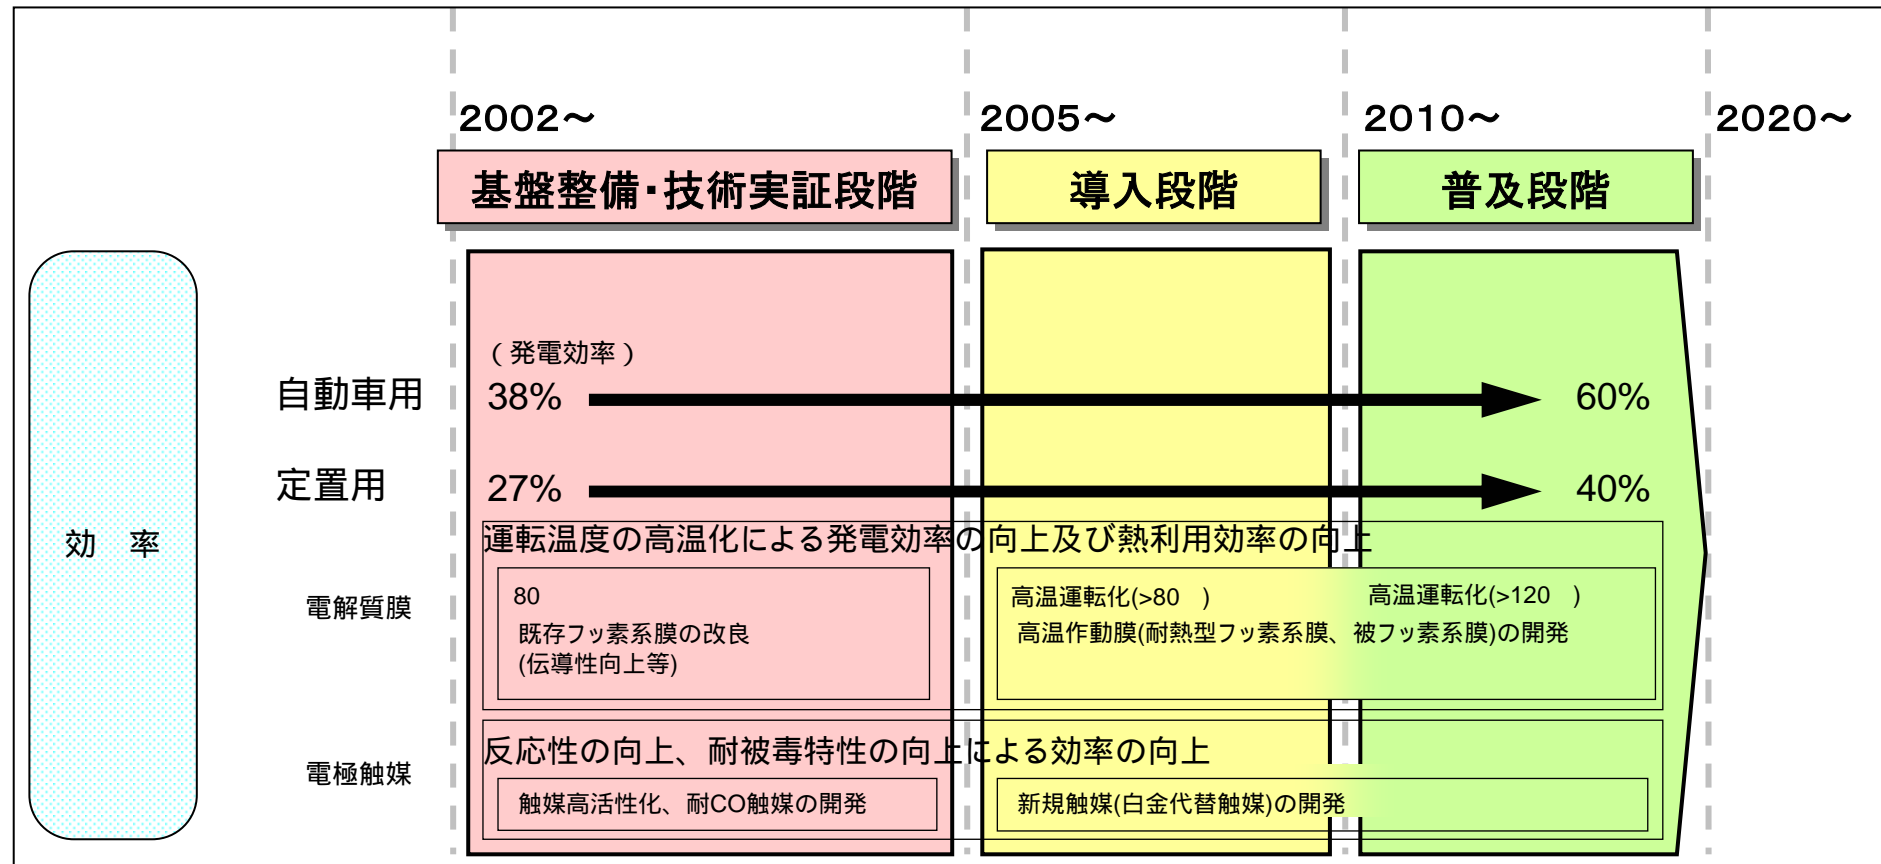 2002～
2005～
2010～
2020～
基盤整備・技術実証段階
導入段階
普及段階
効　率
（発電効率）
自動車用
38%
60%
定置用
27%
40%
運転温度の高温化による発電効率の向上及び熱利用効率の向上
電解質膜
80
既存フッ素系膜の改良
(伝導性向上等)
高温運転化(>80　)
高温運転化(>120　)
高温作動膜(耐熱型フッ素系膜、被フッ素系膜)の開発
反応性の向上、耐被毒特性の向上による効率の向上
電極触媒
触媒高活性化、耐CO触媒の開発
新規触媒(白金代替触媒)の開発